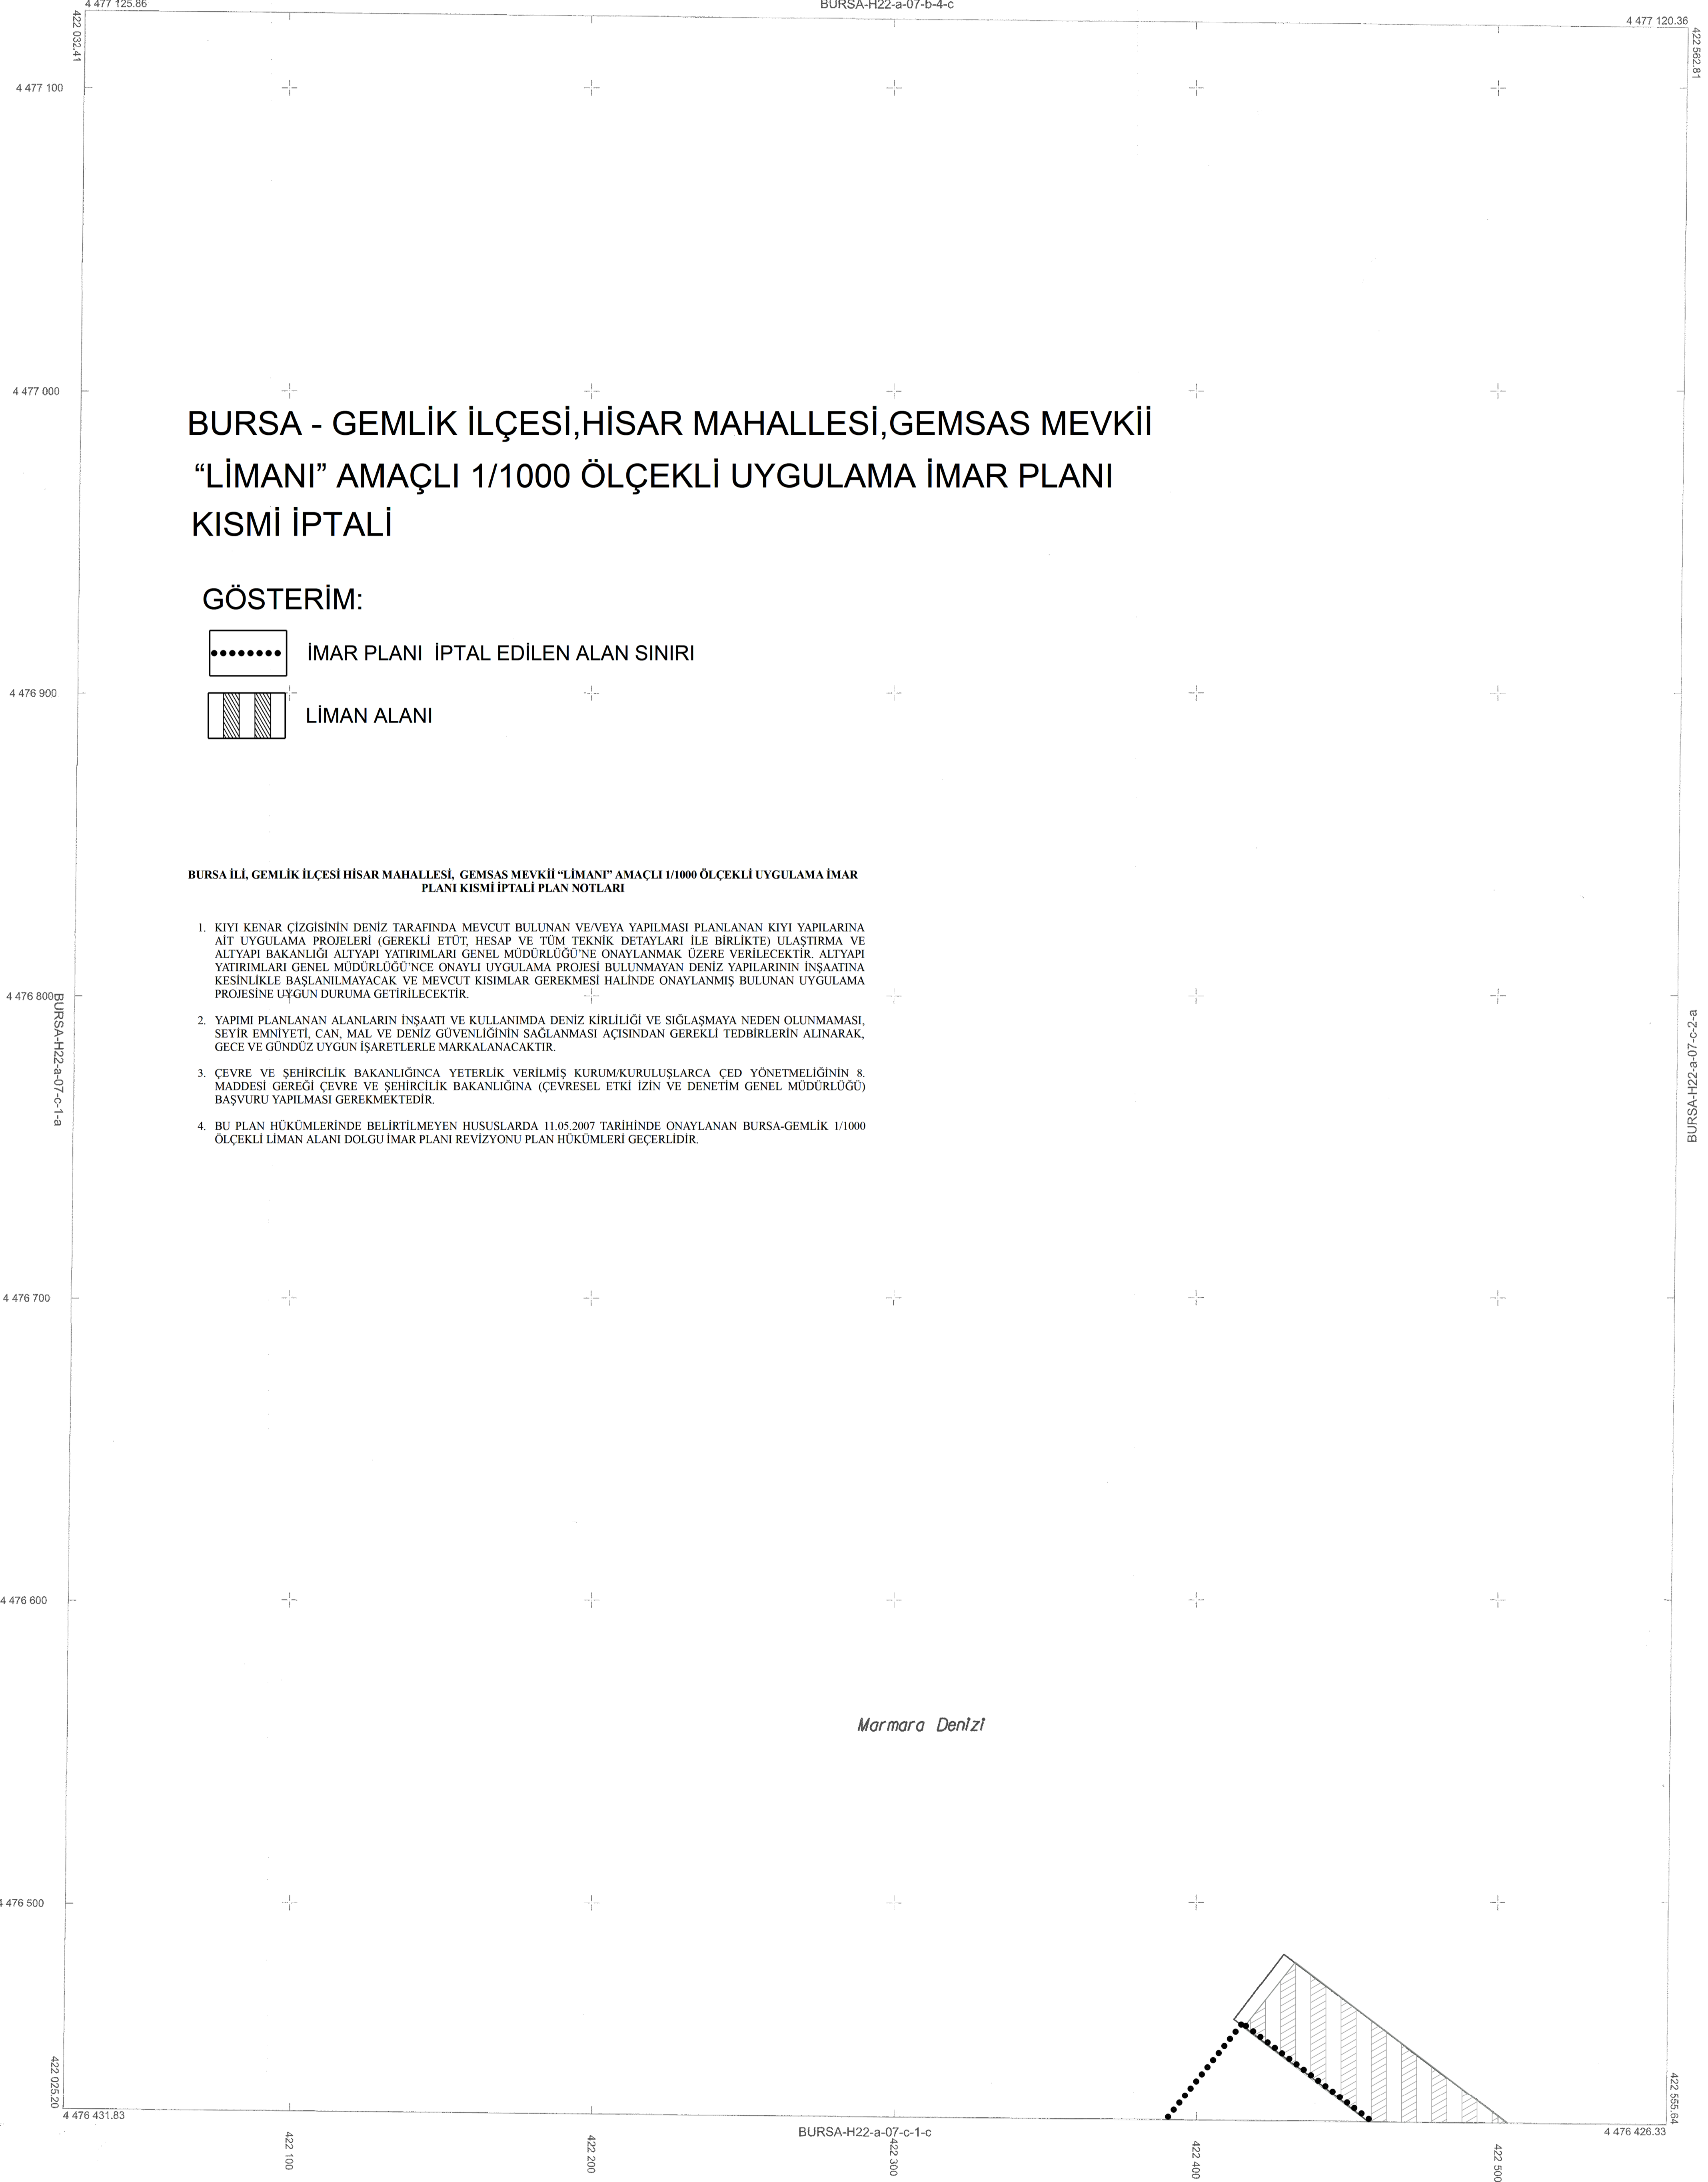 4 477 125.86
BURSA-H22-a-07-b-4-c
4 477 120.36
422 032.41
422 562.81
4 477 100
4 477 000
BURSA - GEMLİK İLÇESİ,HİSAR MAHALLESİ,GEMSAS MEVKİİ
“LİMANI” AMAÇLI 1/1000 ÖLÇEKLİ UYGULAMA İMAR PLANI
KISMİ İPTALİ
GÖSTERİM:
İMAR PLANI İPTAL EDİLEN ALAN SINIRI
4 476 900
LİMAN ALANI
BURSA İLİ, GEMLİK İLÇESİ HİSAR MAHALLESİ, GEMSAS MEVKİİ “LİMANI” AMAÇLI 1/1000 ÖLÇEKLİ UYGULAMA İMAR
PLANI KISMİ İPTALİ PLAN NOTLARI
1. KIYI KENAR ÇİZGİSİNİN DENİZ TARAFINDA MEVCUT BULUNAN VE/VEYA YAPILMASI PLANLANAN KIYI YAPILARINA
AİT UYGULAMA PROJELERİ (GEREKLİ ETÜT, HESAP VE TÜM TEKNİK DETAYLARI İLE BİRLİKTE) ULAŞTIRMA VE
ALTYAPI BAKANLIĞI ALTYAPI YATIRIMLARI GENEL MÜDÜRLÜĞÜ’NE ONAYLANMAK ÜZERE VERİLECEKTİR. ALTYAPI
YATIRIMLARI GENEL MÜDÜRLÜĞÜ’NCE ONAYLI UYGULAMA PROJESİ BULUNMAYAN DENİZ YAPILARININ İNŞAATINA
KESİNLİKLE BAŞLANILMAYACAK VE MEVCUT KISIMLAR GEREKMESİ HALİNDE ONAYLANMIŞ BULUNAN UYGULAMA
PROJESİNE UYGUN DURUMA GETİRİLECEKTİR.
4 476 800
2. YAPIMI PLANLANAN ALANLARIN İNŞAATI VE KULLANIMDA DENİZ KİRLİLİĞİ VE SIĞLAŞMAYA NEDEN OLUNMAMASI,
SEYİR EMNİYETİ, CAN, MAL VE DENİZ GÜVENLİĞİNİN SAĞLANMASI AÇISINDAN GEREKLİ TEDBİRLERİN ALINARAK,
GECE VE GÜNDÜZ UYGUN İŞARETLERLE MARKALANACAKTIR.
3. ÇEVRE VE ŞEHİRCİLİK BAKANLIĞINCA YETERLİK VERİLMİŞ KURUM/KURULUŞLARCA ÇED YÖNETMELİĞİNİN 8.
MADDESİ GEREĞİ ÇEVRE VE ŞEHİRCİLİK BAKANLIĞINA (ÇEVRESEL ETKİ İZİN VE DENETİM GENEL MÜDÜRLÜĞÜ)
BAŞVURU YAPILMASI GEREKMEKTEDİR.
4. BU PLAN HÜKÜMLERİNDE BELİRTİLMEYEN HUSUSLARDA 11.05.2007 TARİHİNDE ONAYLANAN BURSA-GEMLİK 1/1000
ÖLÇEKLİ LİMAN ALANI DOLGU İMAR PLANI REVİZYONU PLAN HÜKÜMLERİ GEÇERLİDİR.
BURSA-H22-a-07-c-1-a
BURSA-H22-a-07-c-2-a
4 476 700
4 476 600
Marmara Denizi
4 476 500
422 025.20
422 555.64
4 476 431.83
BURSA-H22-a-07-c-1-c
4 476 426.33
422 100
422 200
422 300
422 400
422 500